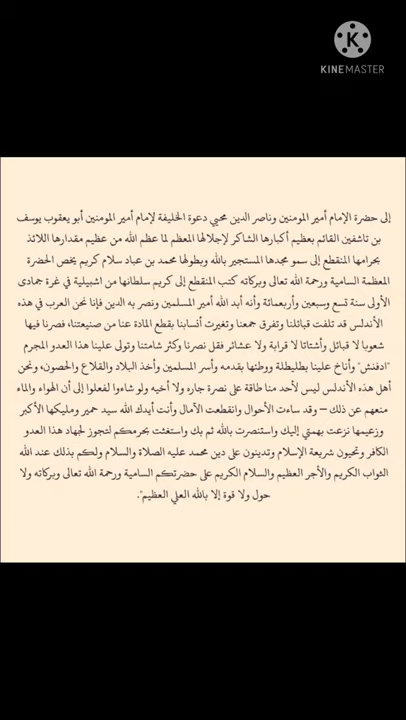 KINEMASTER
إلى حضرة الإمام أمير المومنين وناصر الدين محيي دعوة الخليفة لإمام أمير المومنين أبو يعقوب يوسف
بن تاشفين القائم بعظيم أكبارها الشاكر لإجلالها المعظم لما عظم الله من عظيم مقدارها اللائذ
بحرامها المنقطع إلى سمو مجدها المستجير بالله وبطولها محمد بن عباد سلام كريم يخص الحضرة
المعظمة السامية ورحمة الله تعالى وبركاته كتب المنقطع إلى كريم سلطانها من اشبيلية في غرة جمادى
الأولى سنة تسع وسبعين وأربعمائة وأنه أيد الله أمير المسلمين ونصر به الدين فإنا نحن العرب في هذه
الأندلس قد تلفت قبائلنا وتفرق جمعنا وتغيرت أنسابنا بقطع المادة عنا من صنيعتنا، فصرنا فيها
شعوبا لا قبائل وأشتاتا لا قرابة ولا عشائر فقل نصرنا وكثر شامتنا وتولى علينا هذا العدو المجرم
"ادفنش" وأناخ علينا بطليطلة ووطئها بقدمه وأسر المسلمين وأخذ البلاد والقلاع والحصون، ونحن
أهل هذه الأندلس ليس لأحد منا طاقة على نصرة جاره ولا أخيه ولو شاءوا لفعلوا إلى أن الهواء والماء
منعهم عن ذلك – وقد ساءت الأحوال وانقطعت الآمال وأنت أيدك الله سيد حمير ومليكها الأكبر
وزعيمها نزعت بهمتي إليك واستنصرت بالله ثم بك واستغثت بحرمكم لتجوز لجهاد هذا العدو
الكافر وتحيون شريعة الإسلام وتدينون على دين محمد عليه الصلاة والسلام ولكم بذلك عند الله
الثواب الكريم والأجر العظيم والسلام الكريم على حضرتكم السامية ورحمة الله تعالى وبركاته ولا
حول ولا قوة إلا بالله العلي العظيم".